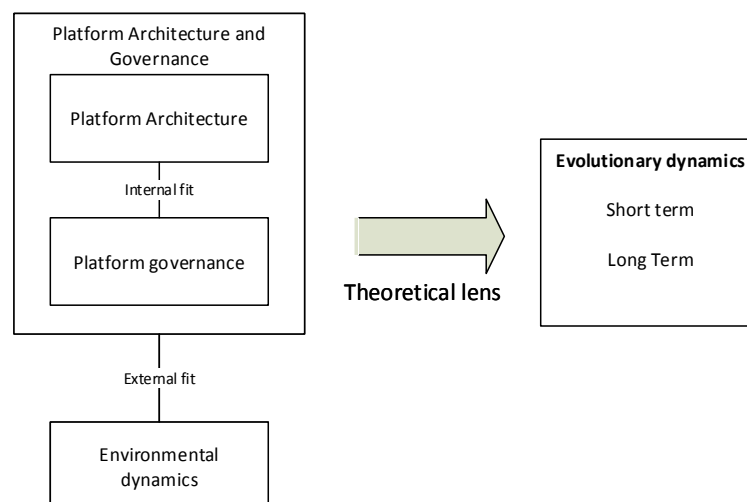 Platform Architecture and
Governance
Platform Architecture
Internal fit
Platform governance
External fit
Environmental
dynamics
Theoretical lens
Evolutionary dynamics
Short term
Long Term